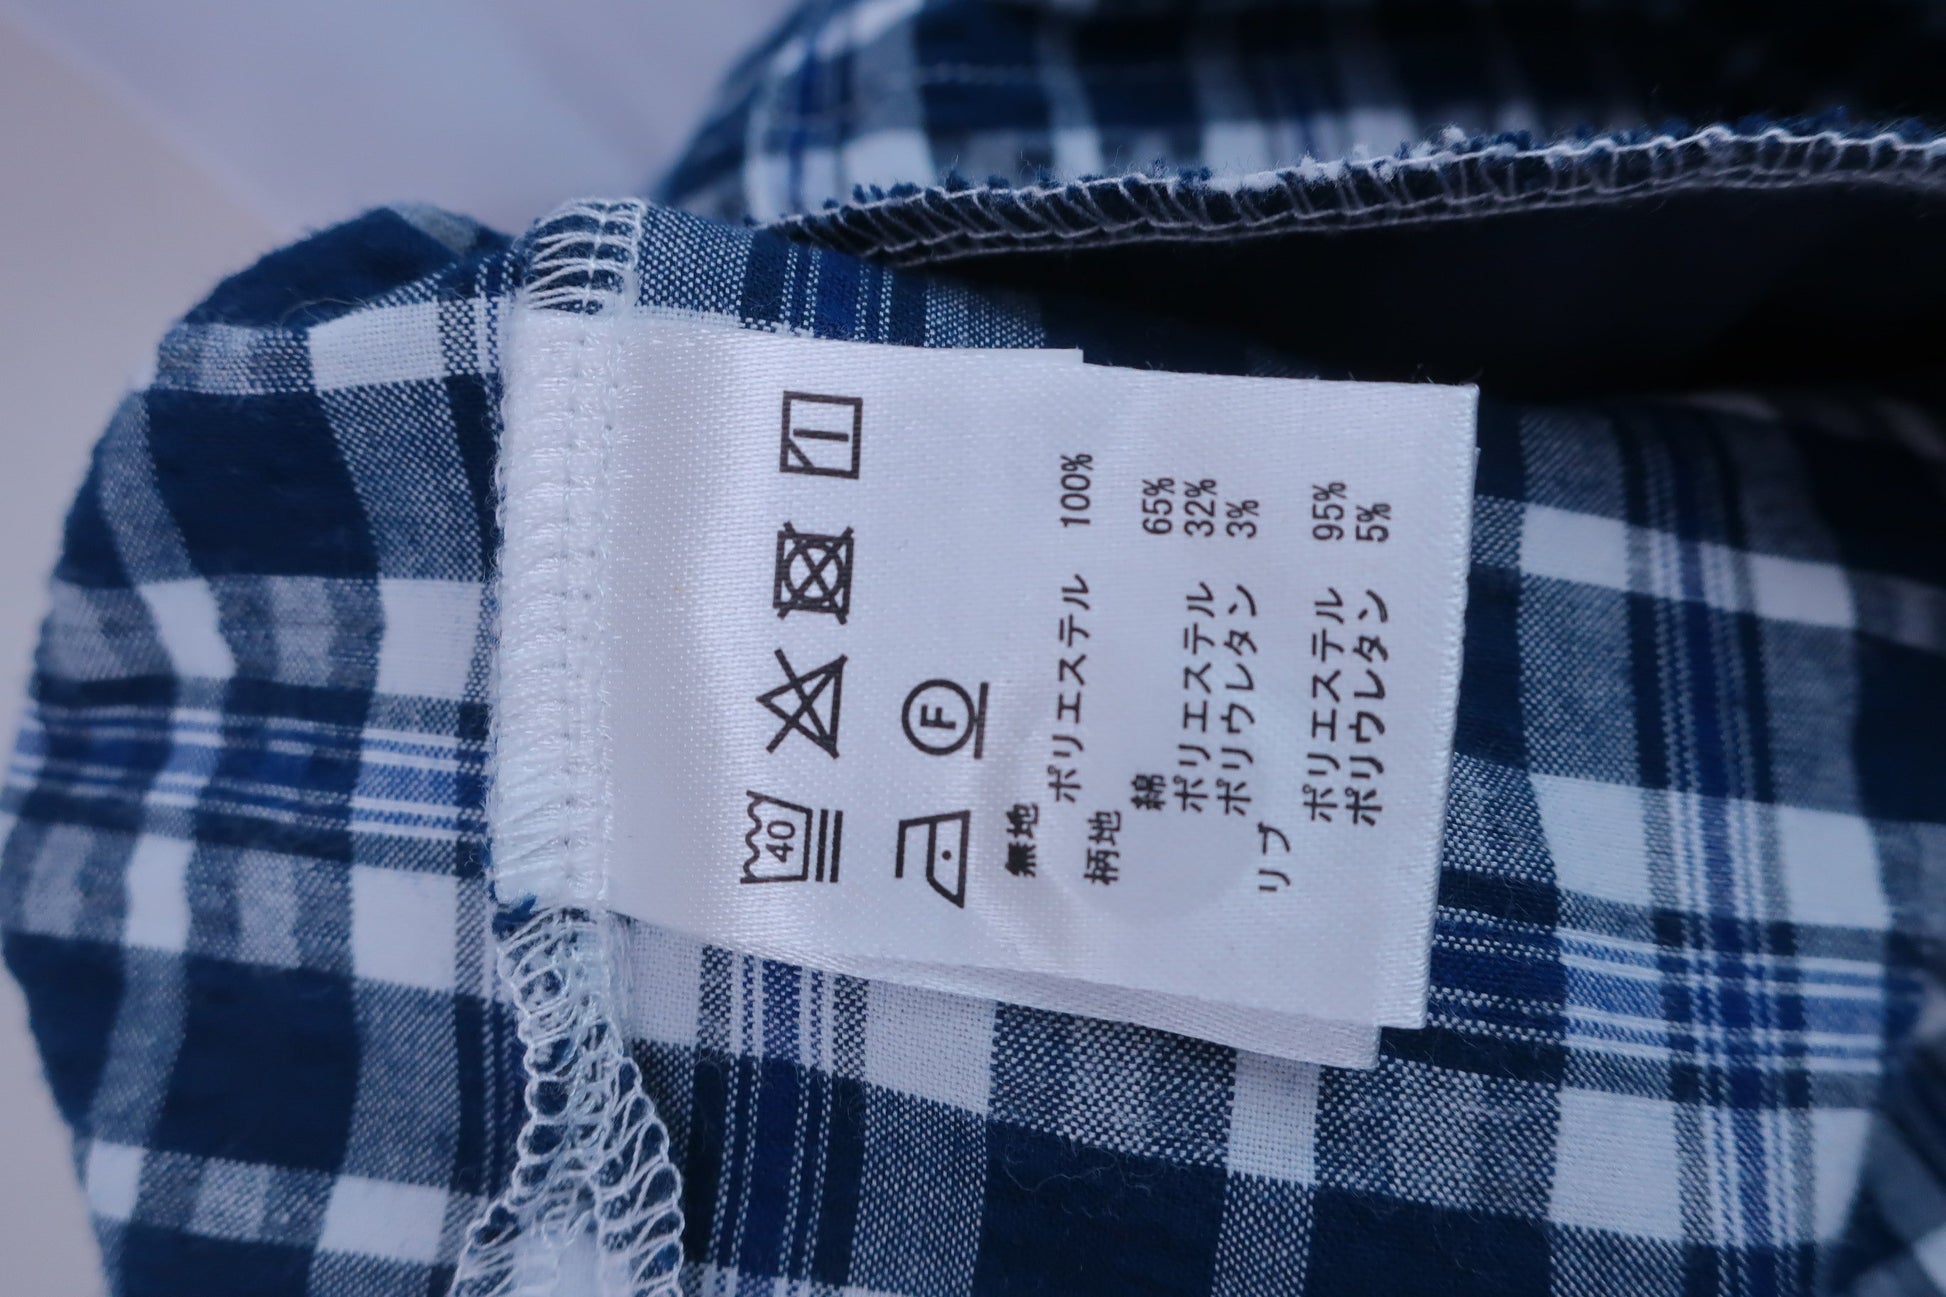 40
F
無地
ポリエステル 100%
柄地
綿 65%
ポリエステル 32%
ポリウレタン 3%
リブ
ポリエステル 95%
ポリウレタン 5%